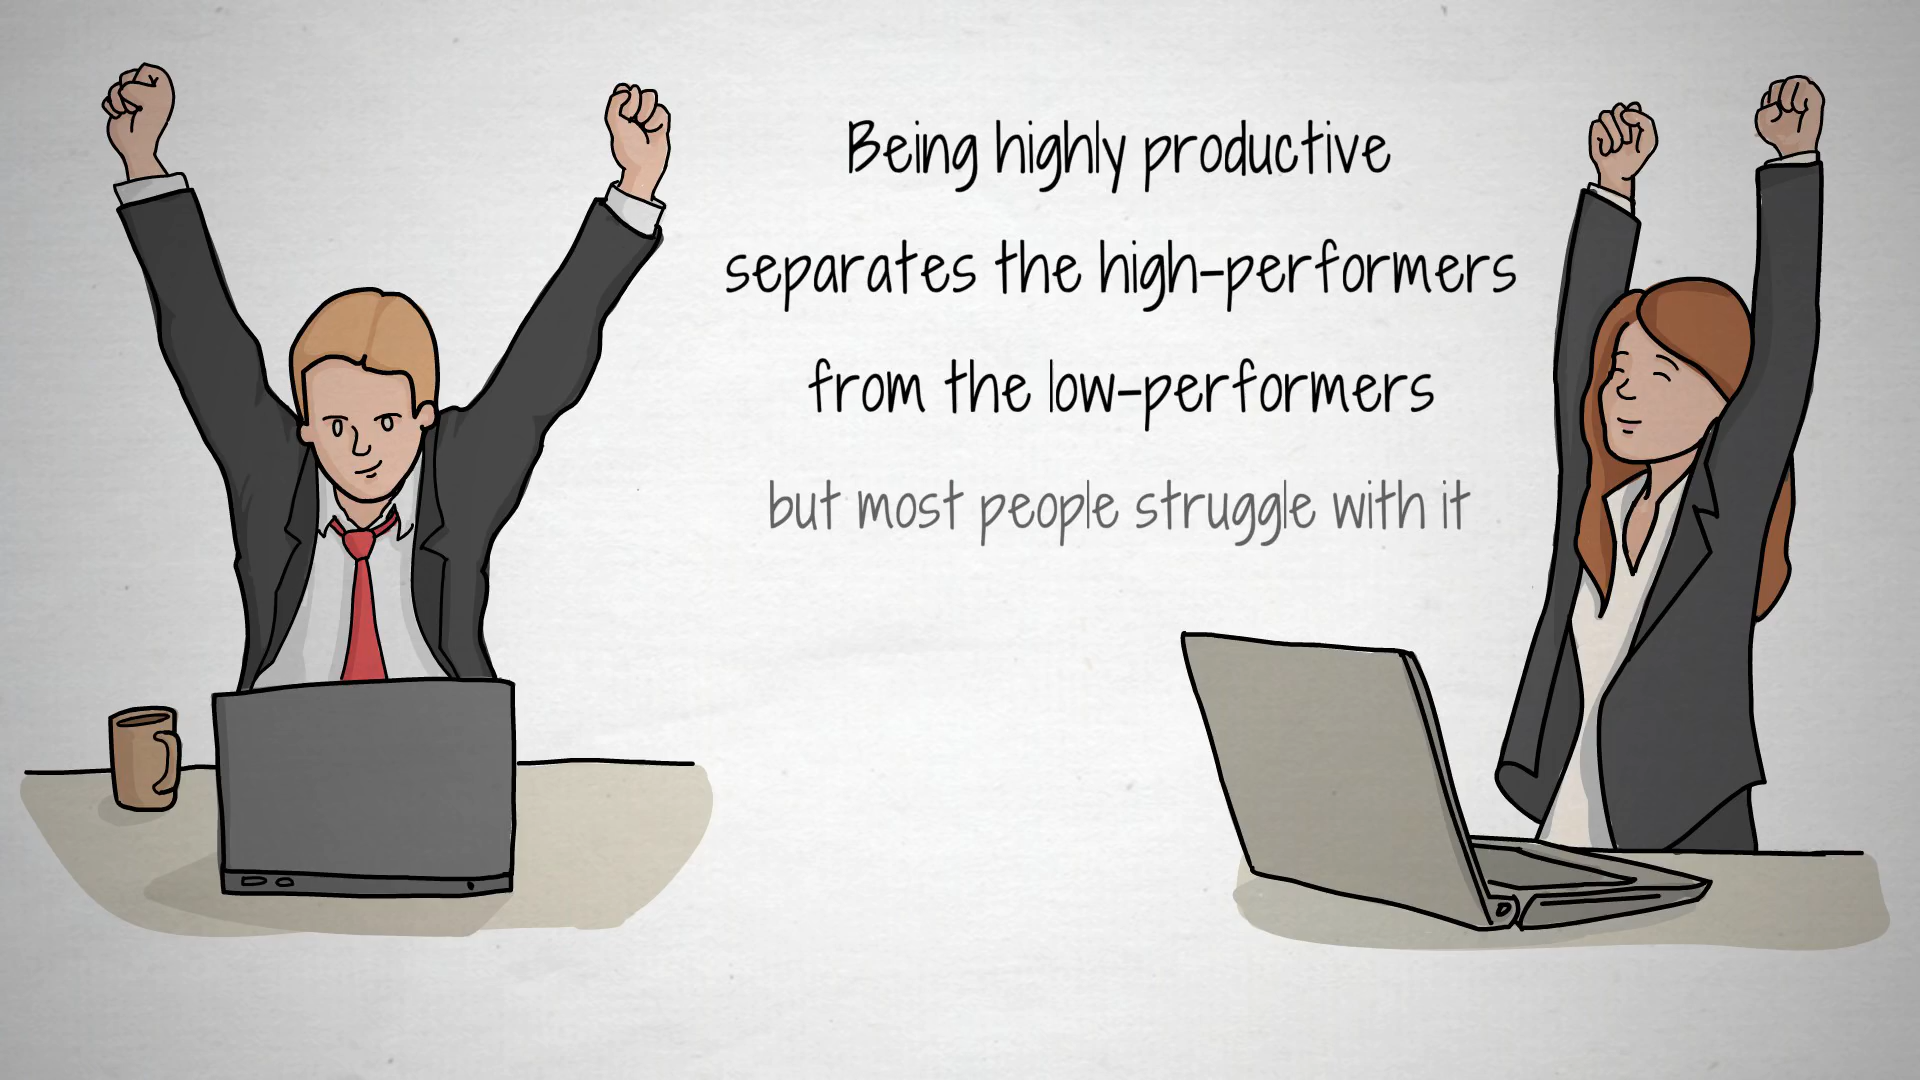 Being highly productive
separates the high-performers
from the low-performers
but most people struggle with it